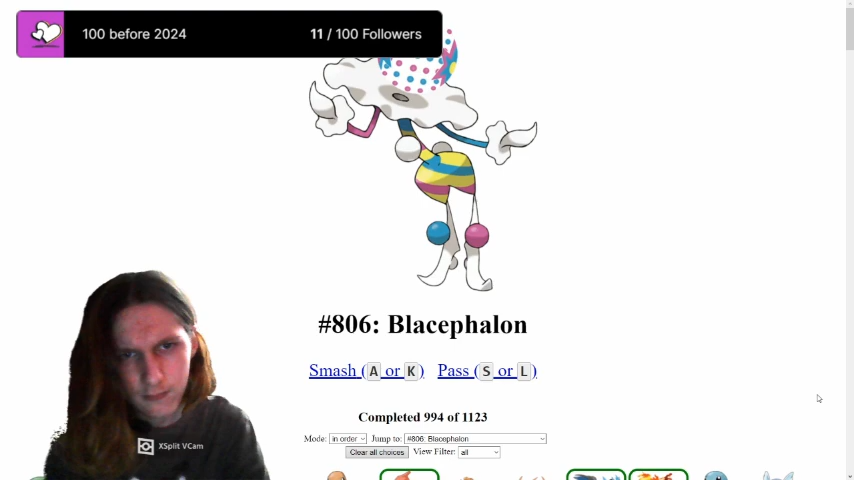 100 before 2024
11 / 100 Followers
#806: Blacephalon
Smash (A or K) Pass (S or L)
Completed 994 of 1123
Mode: in order Jump to: #806: Blacephalon
Clear all choices View Filter: all
XSplit VCam